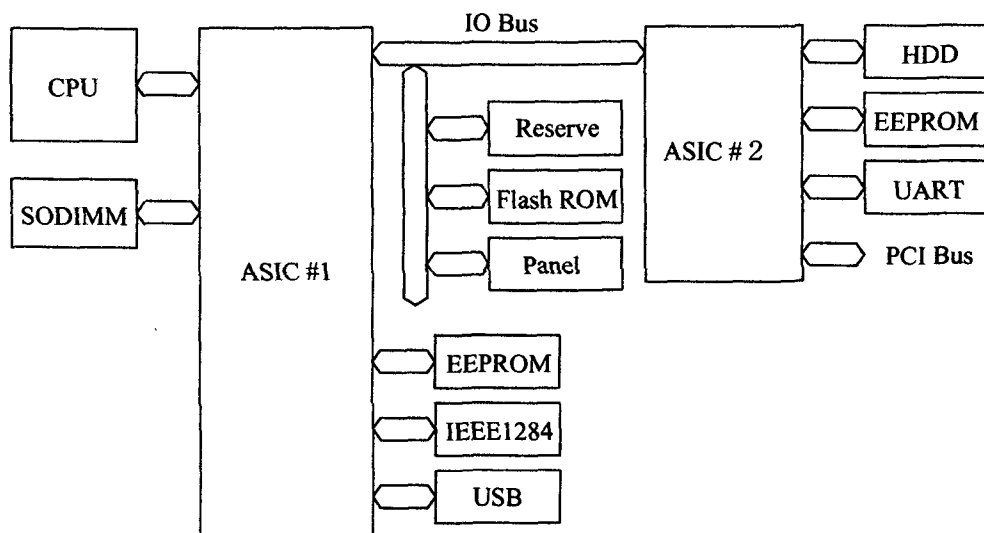 IO Bus
CPU
HDD
Reserve
EEPROM
ASIC # 2
SODIMM
Flash ROM
UART
ASIC #1
Panel
PCI Bus
EEPROM
IEEE1284
USB